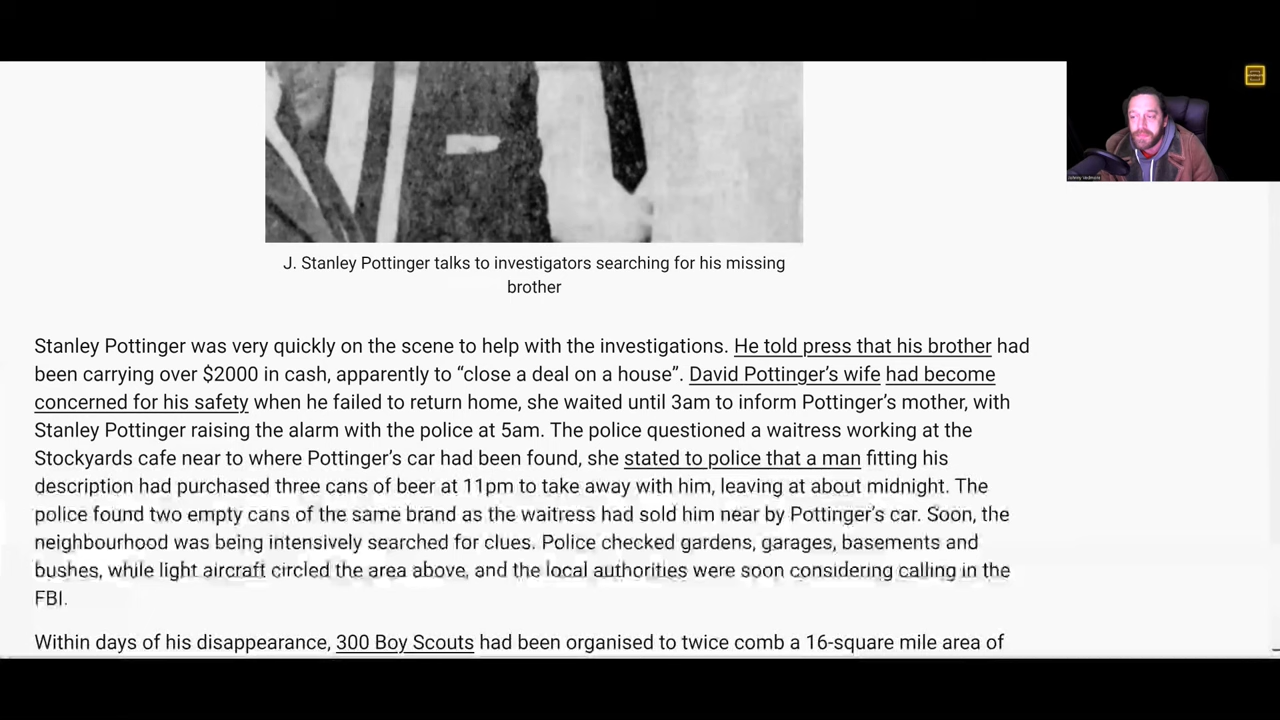 J. Stanley Pottinger talks to investigators searching for his missing
brother
Stanley Pottinger was very quickly on the scene to help with the investigations. He told press that his brother had
been carrying over $2000 in cash, apparently to “close a deal on a house”. David Pottinger’s wife had become
concerned for his safety when he failed to return home, she waited until 3am to inform Pottinger’s mother, with
Stanley Pottinger raising the alarm with the police at 5am. The police questioned a waitress working at the
Stockyards cafe near to where Pottinger’s car had been found, she stated to police that a man fitting his
description had purchased three cans of beer at 11pm to take away with him, leaving at about midnight. The
police found two empty cans of the same brand as the waitress had sold him near by Pottinger’s car. Soon, the
neighbourhood was being intensively searched for clues. Police checked gardens, garages, basements and
bushes, while light aircraft circled the area above, and the local authorities were soon considering calling in the
FBI.
Within days of his disappearance, 300 Boy Scouts had been organised to twice comb a 16-square mile area of